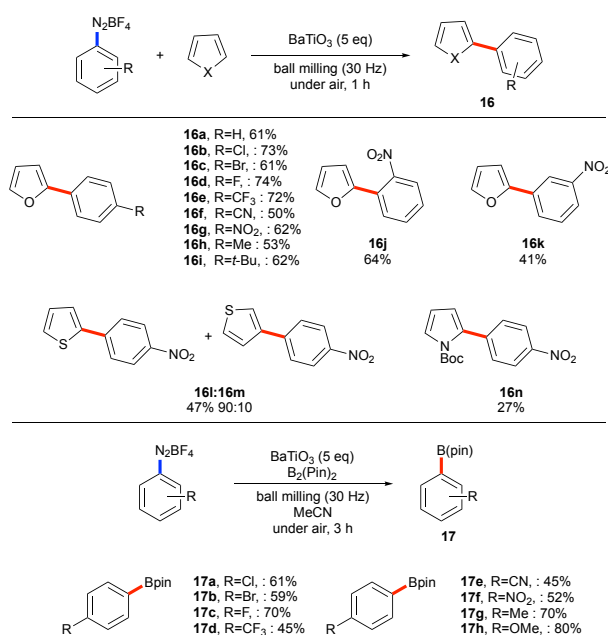 N2BF4
R
+
X
BaTiO3 (5 eq)
ball milling (30 Hz)
under air, 1 h
X
R
16
O
R
16a, R=H, 61%
16b, R=Cl, : 73%
16c, R=Br, : 61%
16d, R=F, : 74%
16e, R=CF3, : 72%
16f, R=CN, : 50%
16g, R=NO2, : 62%
16h, R=Me, : 53%
16i, R=t-Bu, : 62%
O2N
O
16j
64%
NO2
O
16k
41%
S
NO2
+
S
NO2
16l:16m
47% 90:10
N
Boc
NO2
16n
27%
N2BF4
R
BaTiO3 (5 eq)
B2(Pin)2
ball milling (30 Hz)
MeCN
under air, 3 h
B(pin)
R
17
Bpin
R
17a, R=Cl, : 61%
17b, R=Br, : 59%
17c, R=F, : 70%
17d, R=CF3, : 45%
Bpin
R
17e, R=CN, : 45%
17f, R=NO2, : 52%
17g, R=Me, : 70%
17h, R=OMe, : 80%